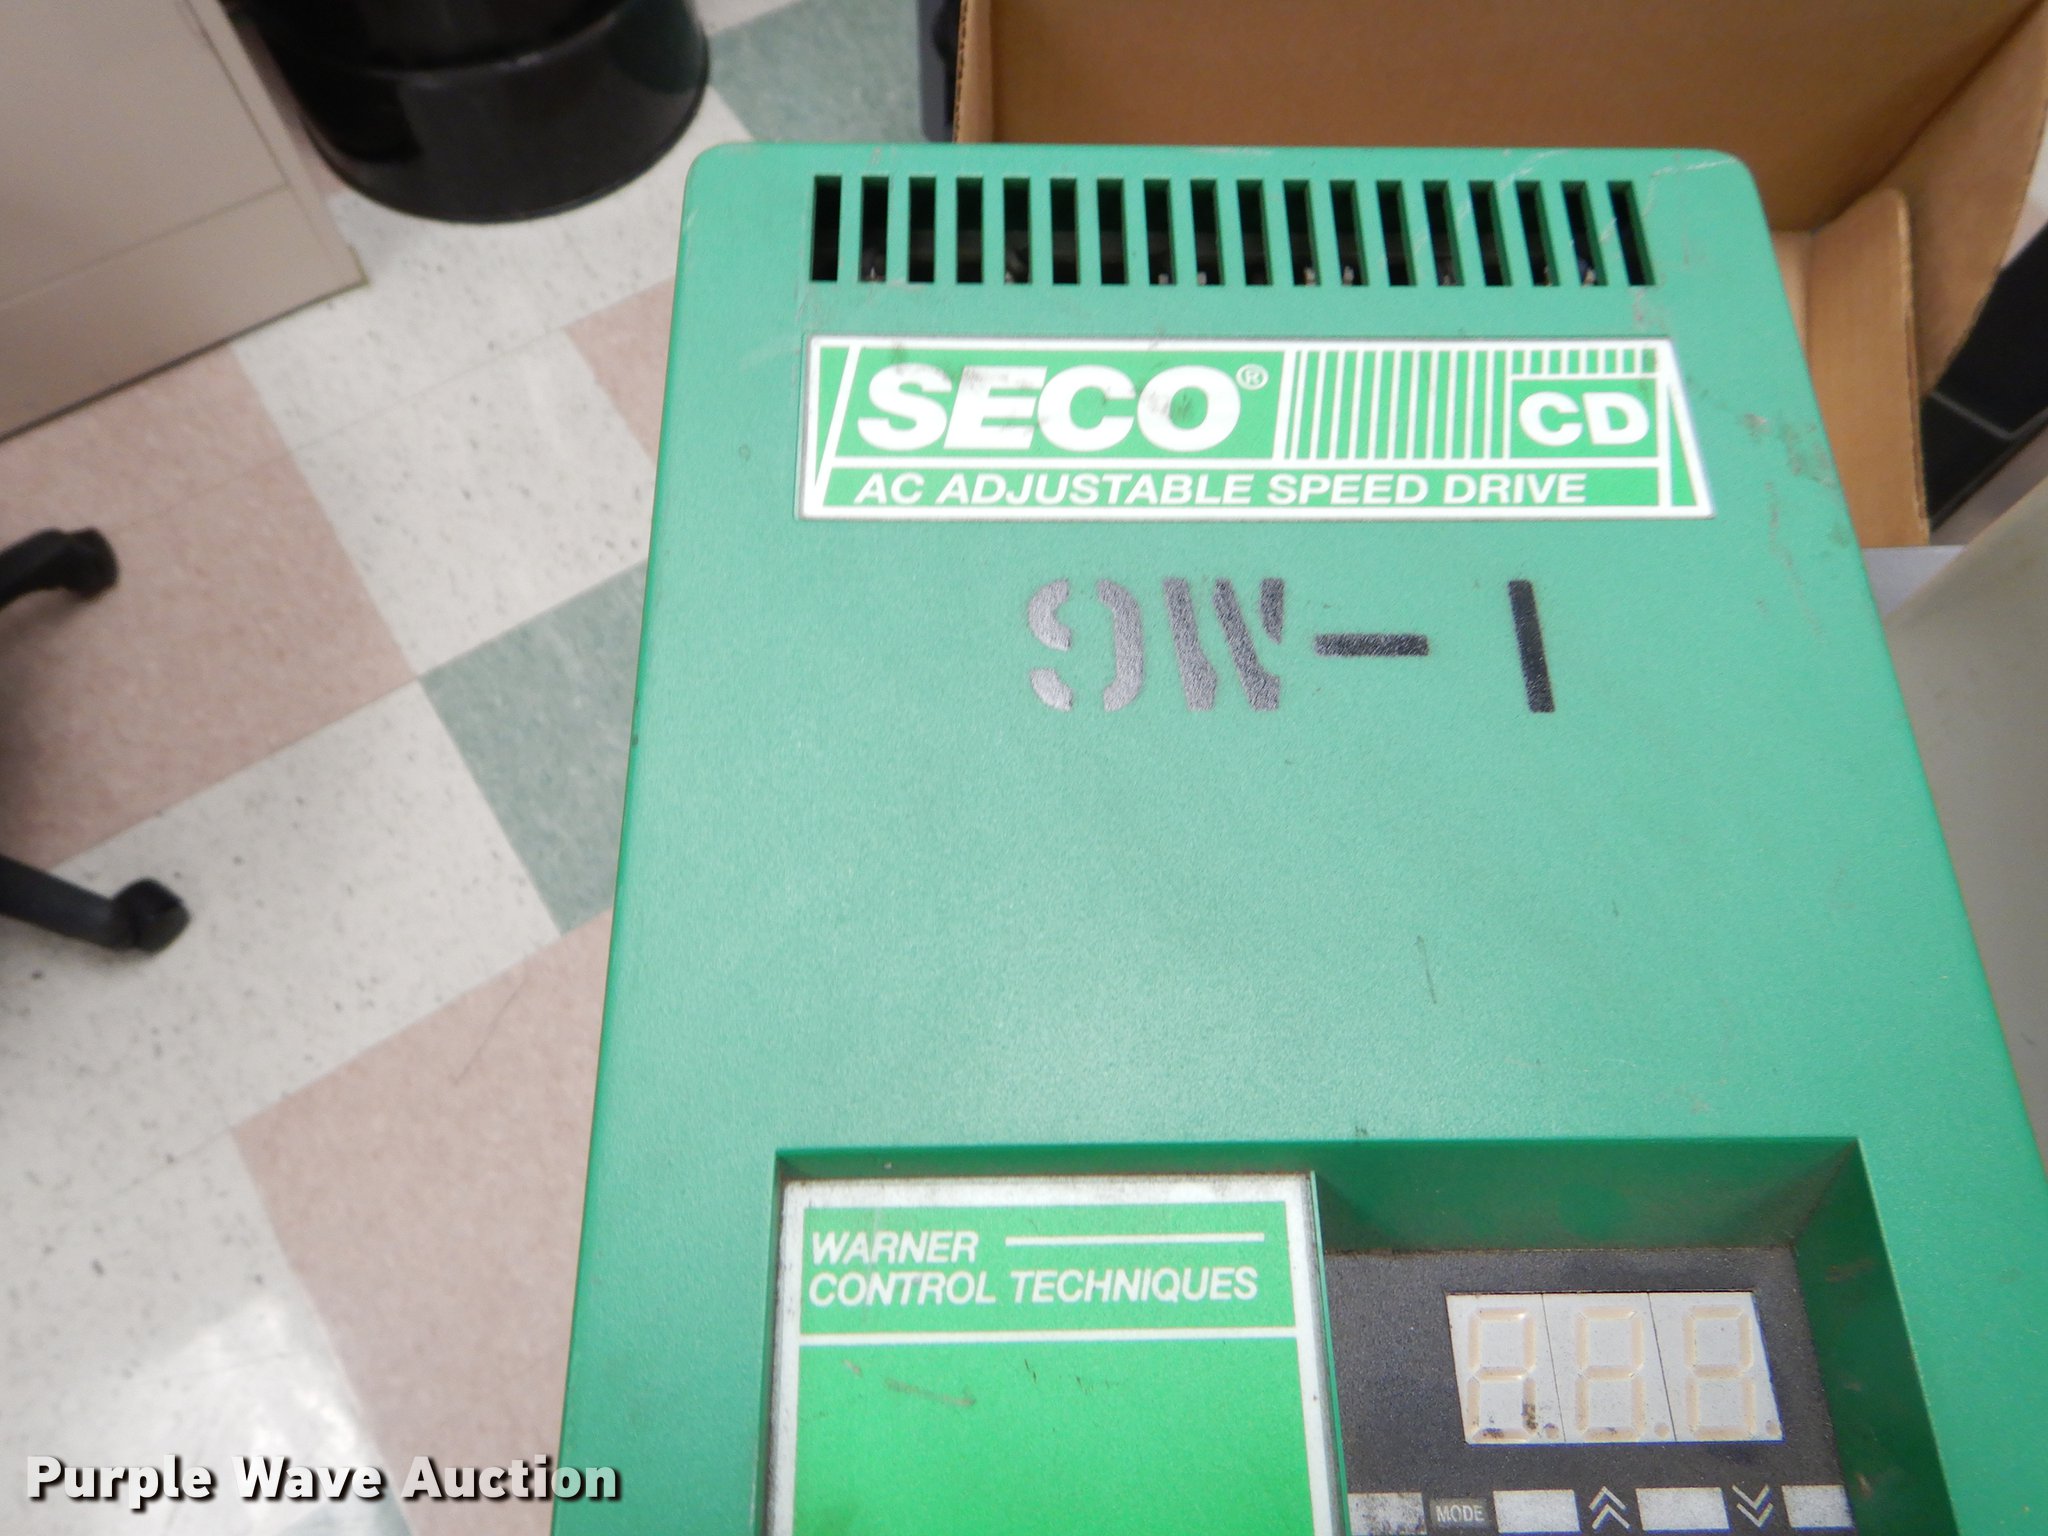 SECO® CD
AC ADJUSTABLE SPEED DRIVE
9W-1
WARNER
CONTROL TECHNIQUES
MODE
Purple Wave Auction